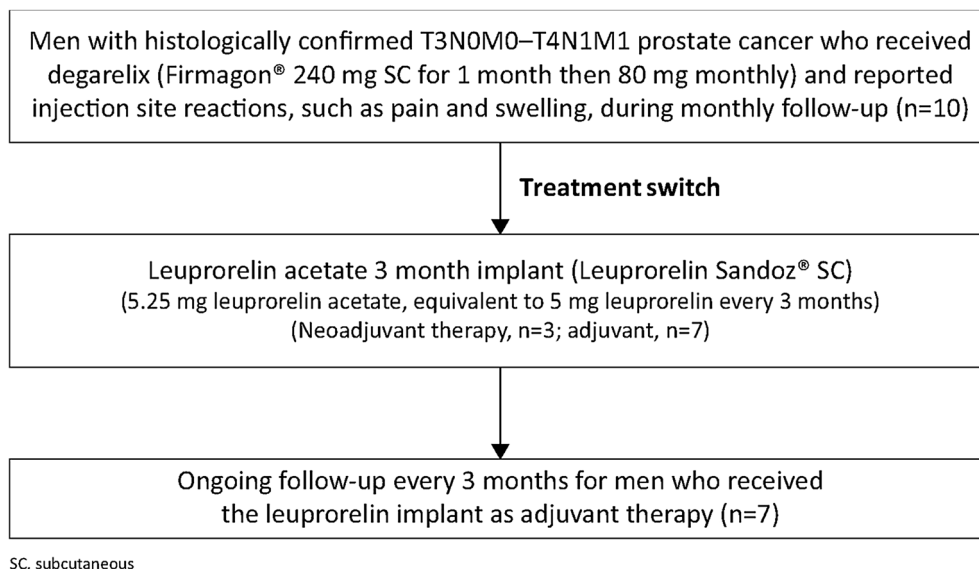 Men with histologically confirmed T3N0M0–T4N1M1 prostate cancer who received
degarelix (Firmagon® 240 mg SC for 1 month then 80 mg monthly) and reported
injection site reactions, such as pain and swelling, during monthly follow-up (n=10)
Treatment switch
Leuprorelin acetate 3 month implant (Leuprorelin Sandoz® SC)
(5.25 mg leuprorelin acetate, equivalent to 5 mg leuprorelin every 3 months)
(Neoadjuvant therapy, n=3; adjuvant, n=7)
Ongoing follow-up every 3 months for men who received
the leuprorelin implant as adjuvant therapy (n=7)
SC, subcutaneous